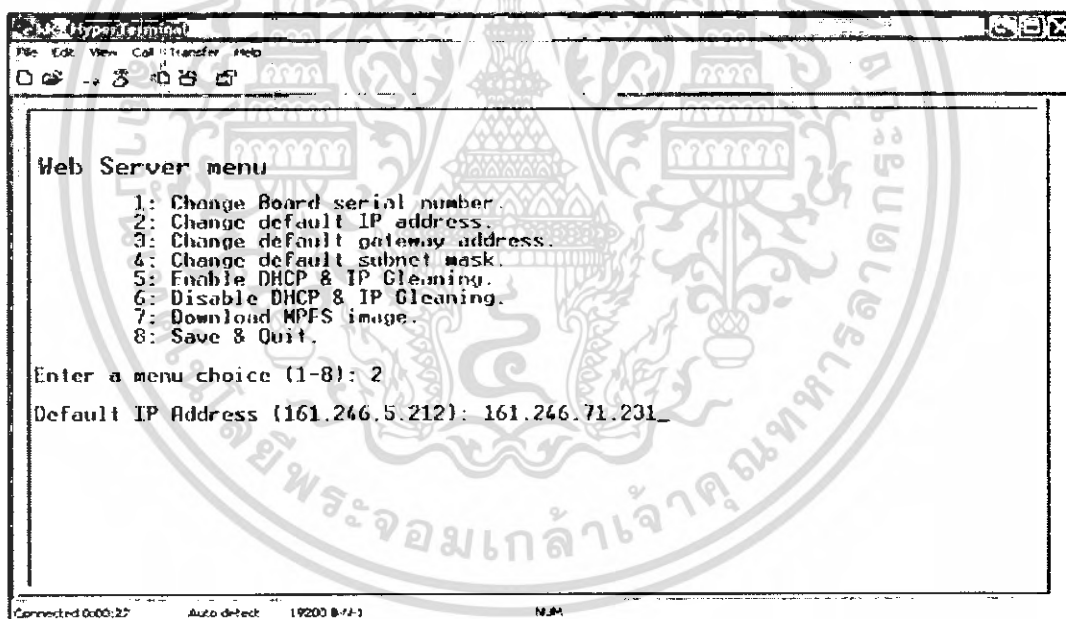 HyperTerminal
File Edit View Call Transfer Help
Web Server menu
1: Change Board serial number.
2: Change default IP address.
3: Change default gateway address.
4: Change default subnet mask.
5: Enable DHCP & IP Gleaning.
6: Disable DHCP & IP Gleaning.
7: Download MPFS image.
8: Save & Quit.
Enter a menu choice (1-8): 2
Default IP Address (161.246.5.212): 161.246.71.231_
Connected 0:00:27 Auto detect 19200 8-N-1 NUM